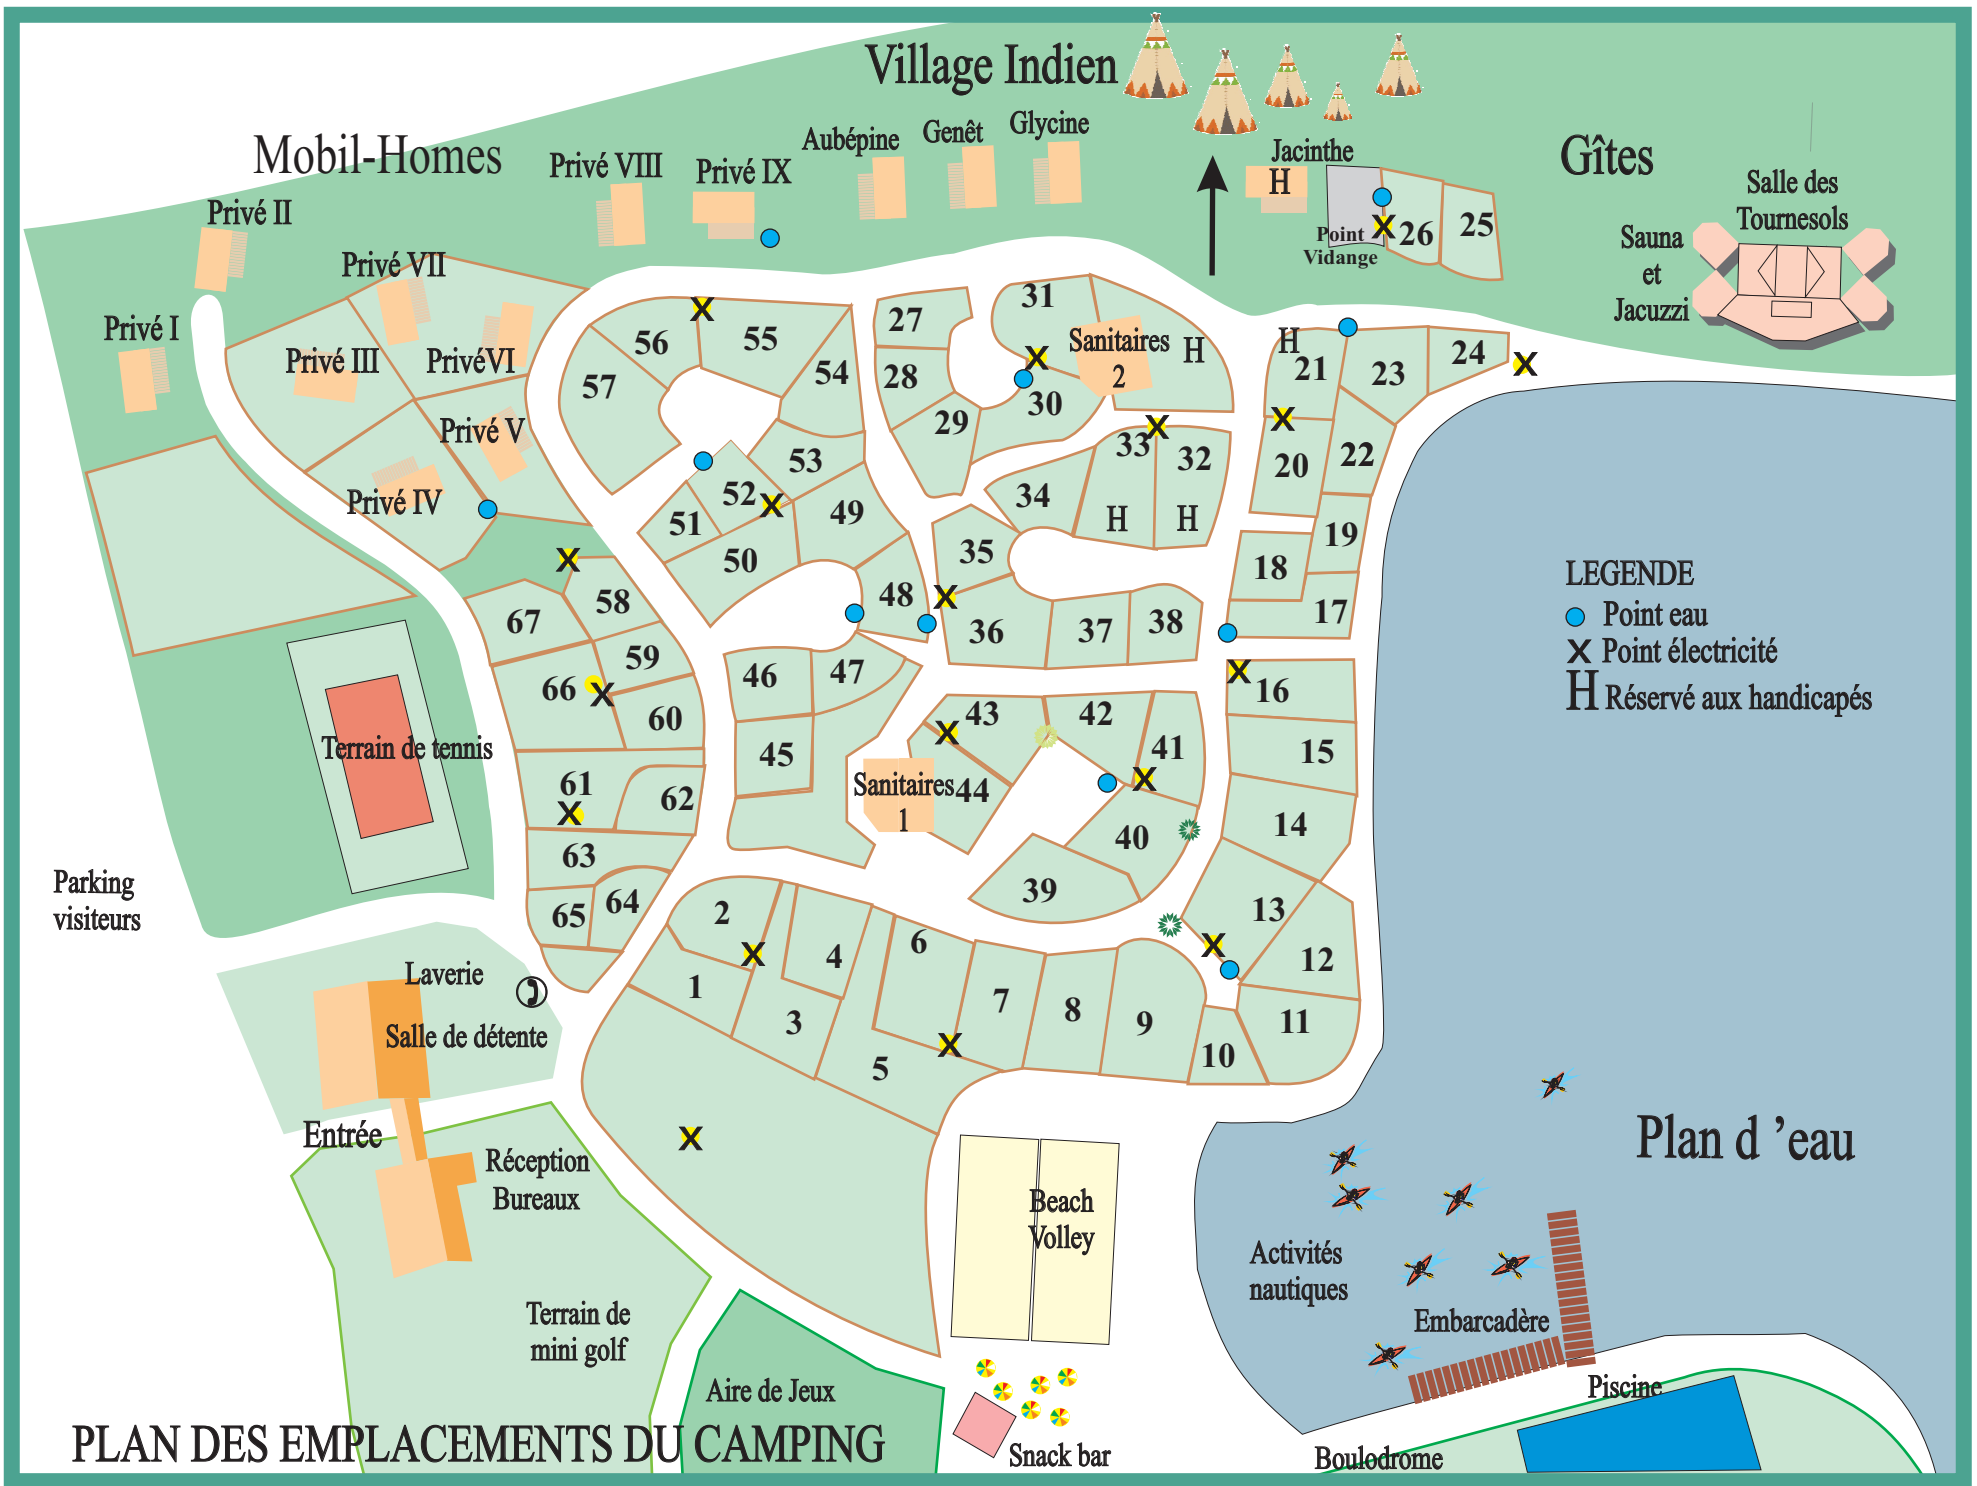 Village Indien
Mobil-Homes
Gîtes
Privé VIII
Privé IX
Aubépine
Genêt
Glycine
Jacinthe
H
Salle des
Tournesols
Sauna
et
Jacuzzi
Point
Vidange
26
25
Privé II
Privé VII
Privé I
Privé III
PrivéVI
Privé V
Privé IV
56
55
57
54
53
52
51
50
49
48
27
28
29
31
30
Sanitaires
2
H
33
32
34
H
H
H
21
23
24
20
22
19
18
17
35
36
37
38
67
58
59
66
60
61
62
63
65
64
46
47
45
43
42
41
Sanitaires
1
44
40
39
16
15
14
13
12
11
LEGENDE
Point eau
X Point électricité
H Réservé aux handicapés
Terrain de tennis
Parking
visiteurs
2
4
6
1
3
5
7
8
9
10
Laverie
Salle de détente
Entrée
Réception
Bureaux
Beach
Volley
Plan d ’eau
Activités
nautiques
Embarcadère
Terrain de
mini golf
Aire de Jeux
Piscine
Snack bar
Boulodrome
PLAN DES EMPLACEMENTS DU CAMPING